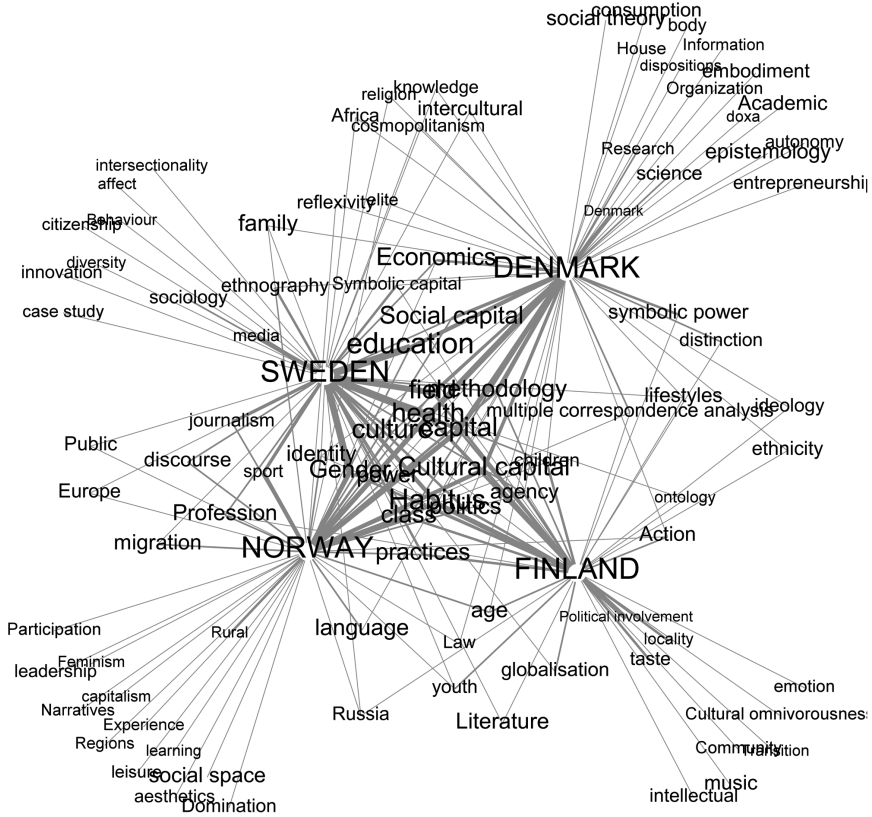 consumption
social theory
body
House
Information
dispositions
embodiment
Organization
Academic
doxa
autonomy
Research
epistemology
science
entrepreneurshi
Denmark
knowledge
religion
intercultural
Africa
cosmopolitanism
intersectionality
affect
reflexivity
elite
citizenship
Behaviour
family
diversity
innovation
Economics
DENMARK
ethnography
Symbolic capital
sociology
case study
Social capital
symbolic power
media
education
distinction
SWEDEN
field
methodology
lifestyles
multiple correspondence analysis
ideology
health
journalism
culture
capital
Public
identity
ethnicity
discourse
sport
Gender
Cultural capital
children
power
Europe
Habitus
agency
ontology
politics
class
Profession
Action
migration
NORWAY
practices
FINLAND
age
Political involvement
Participation
Rural
language
Law
locality
Feminism
taste
leadership
globalisation
capitalism
youth
emotion
Narratives
Russia
Literature
Cultural omnivorousnes
Experience
Regions
learning
Community
Transition
leisure
social space
music
aesthetics
intellectual
Domination